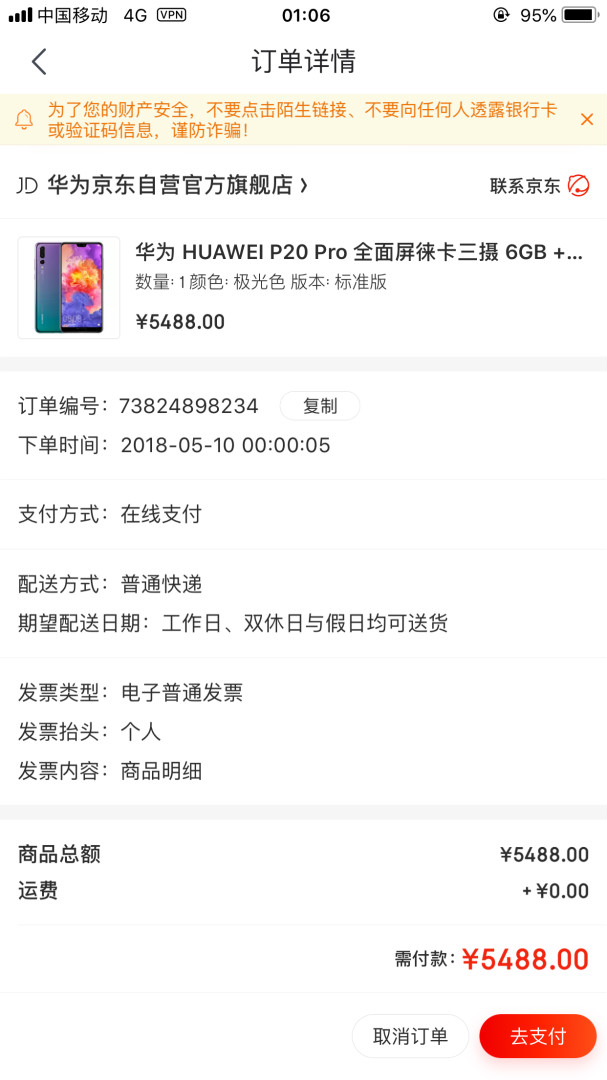 中国移动 4G VPN 01:06 95%
订单详情
为了您的财产安全，不要点击陌生链接、不要向任何人透露银行卡
或验证码信息，谨防诈骗！
JD 华为京东自营官方旗舰店 联系京东
华为 HUAWEI P20 Pro 全面屏徕卡三摄 6GB +...
数量: 1 颜色: 极光色 版本: 标准版
¥5488.00
订单编号：73824898234 复制
下单时间：2018-05-10 00:00:05
支付方式：在线支付
配送方式：普通快递
期望配送日期：工作日、双休日与假日均可送货
发票类型：电子普通发票
发票抬头：个人
发票内容：商品明细
商品总额 ¥5488.00
运费 + ¥0.00
需付款：¥5488.00
取消订单 去支付